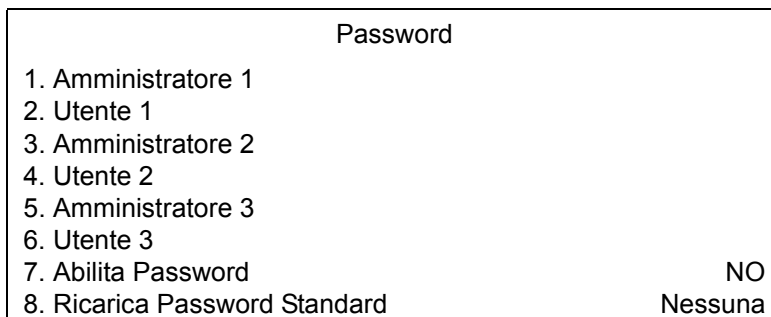 Password
1. Amministratore 1
2. Utente 1
3. Amministratore 2
4. Utente 2
5. Amministratore 3
6. Utente 3
7. Abilita Password NO
8. Ricarica Password Standard Nessuna